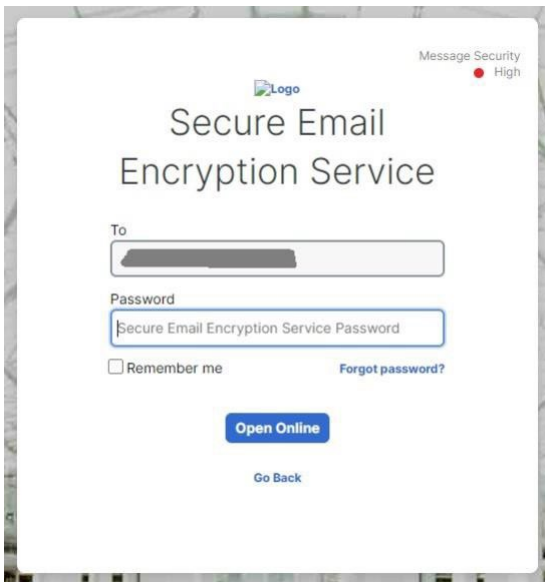 Message Security
High
Logo
Secure Email
Encryption Service
To
Password
Secure Email Encryption Service Password
Remember me
Forgot password?
Open Online
Go Back